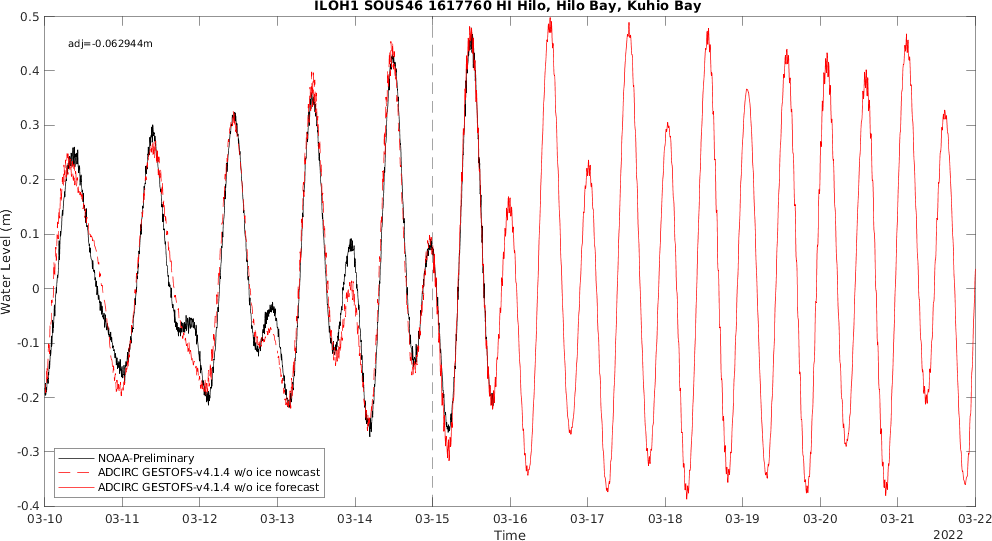 ILOH1 SOUS46 1617760 HI Hilo, Hilo Bay, Kuhio Bay
adj=-0.062944m
0.5
0.4
0.3
0.2
0.1
0
-0.1
-0.2
-0.3
-0.4
Water Level (m)
NOAA-Preliminary
ADCIRC GESTOFS-v4.1.4 w/o ice nowcast
ADCIRC GESTOFS-v4.1.4 w/o ice forecast
03-10 03-11 03-12 03-13 03-14 03-15 03-16 03-17 03-18 03-19 03-20 03-21 03-22
Time
2022